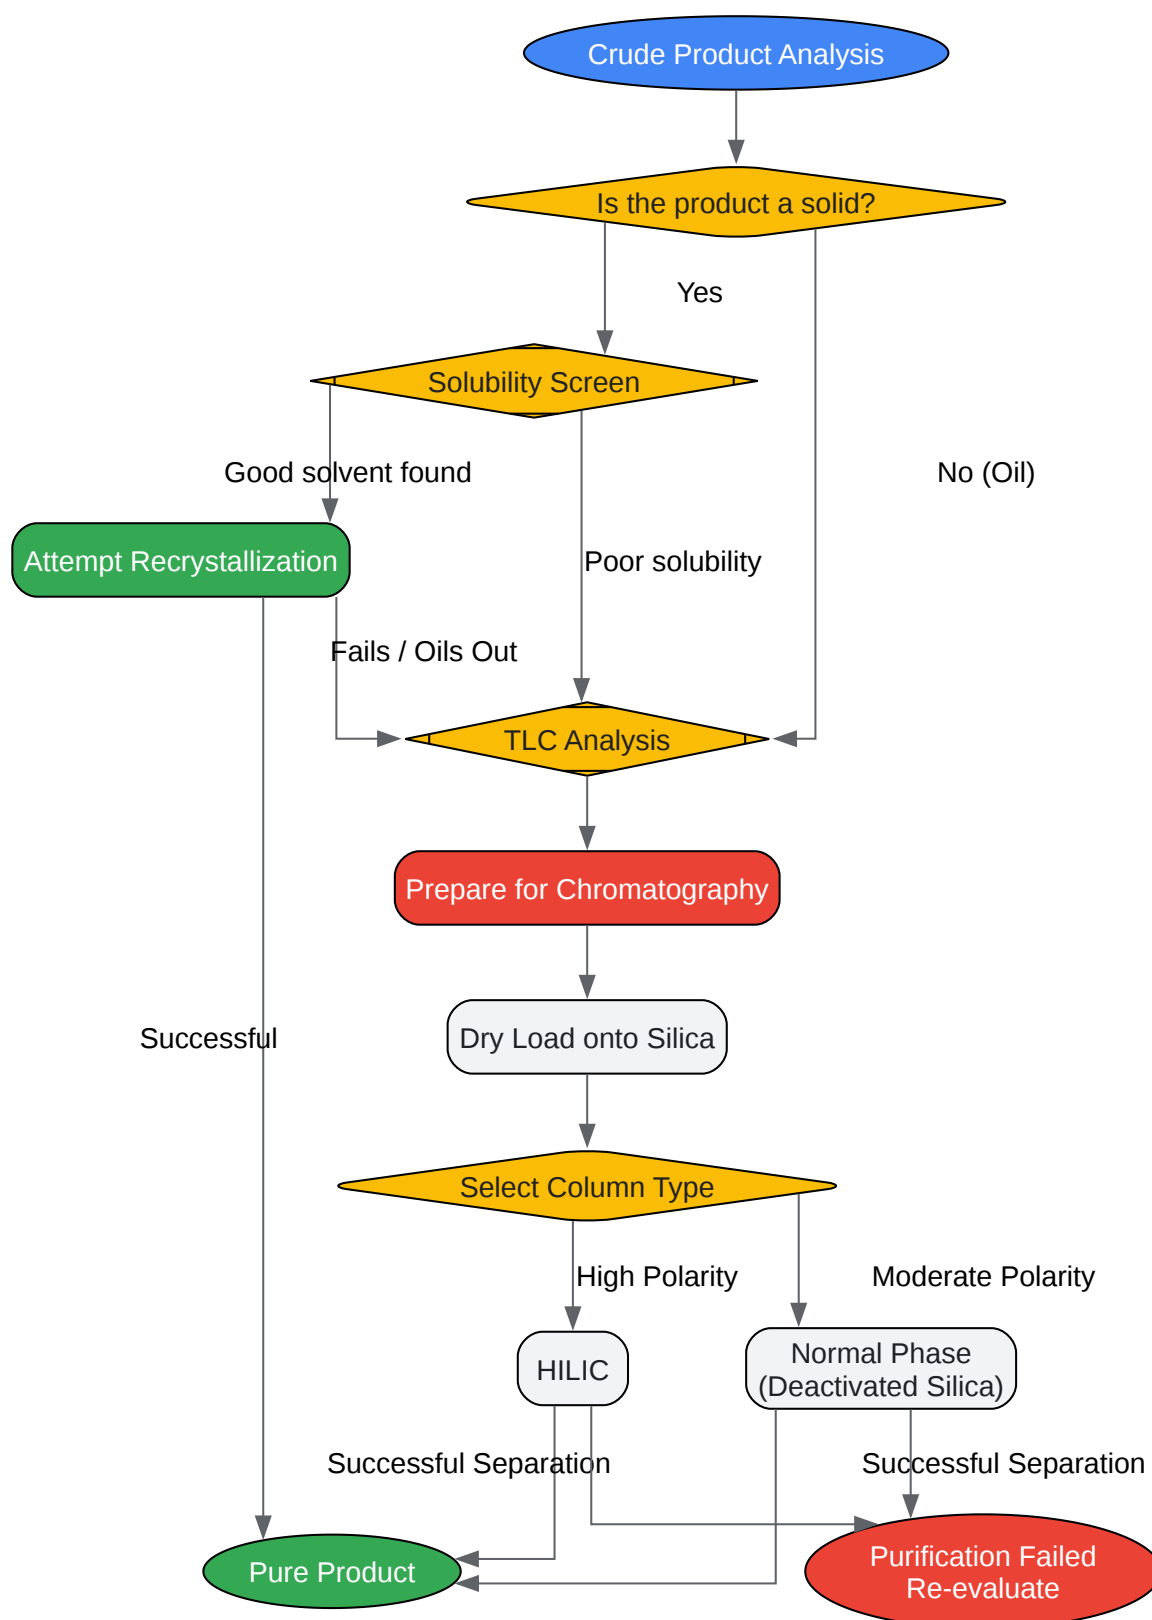 Crude Product Analysis
Is the product a solid?
Yes
Solubility Screen
Good solvent found
No (Oil)
Attempt Recrystallization
Poor solubility
Fails / Oils Out
TLC Analysis
Prepare for Chromatography
Dry Load onto Silica
Successful
Select Column Type
High Polarity
Moderate Polarity
HILIC
Normal Phase
(Deactivated Silica)
Successful Separation
Successful Separation
Pure Product
Purification Failed
Re-evaluate